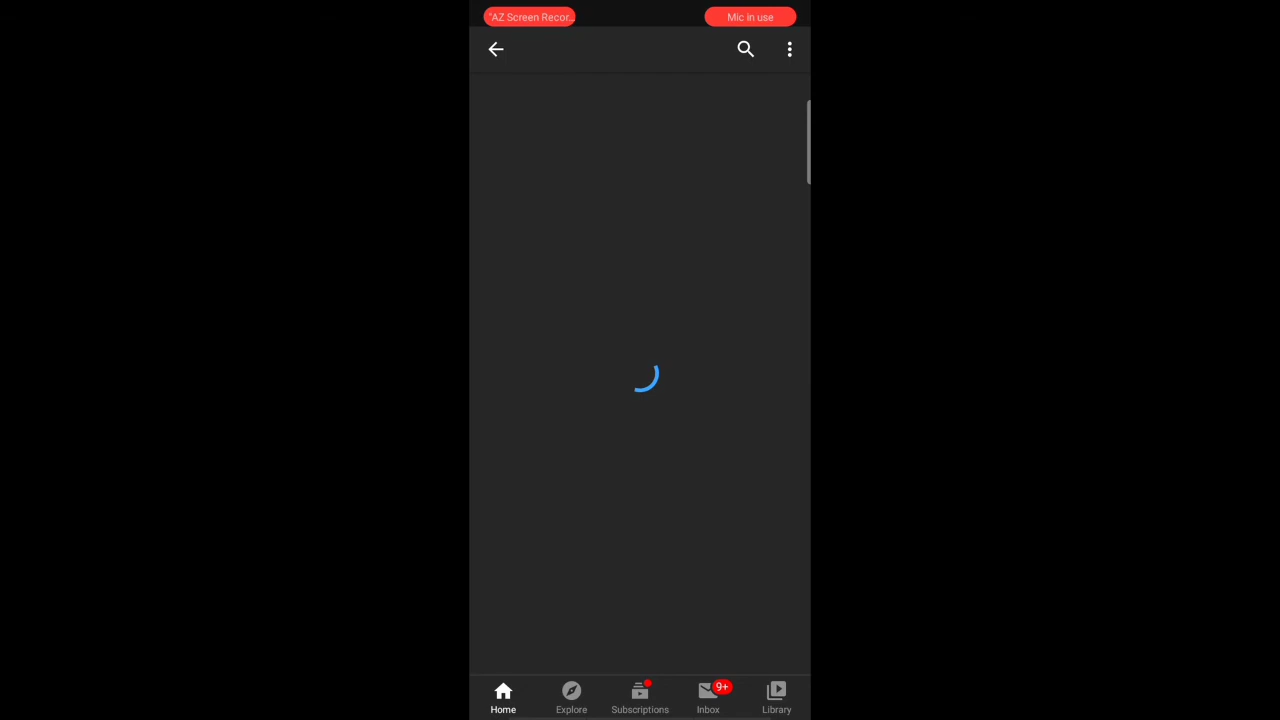 "AZ Screen Recor...
Mic in use
9+
Home
Explore
Subscriptions
Inbox
Library